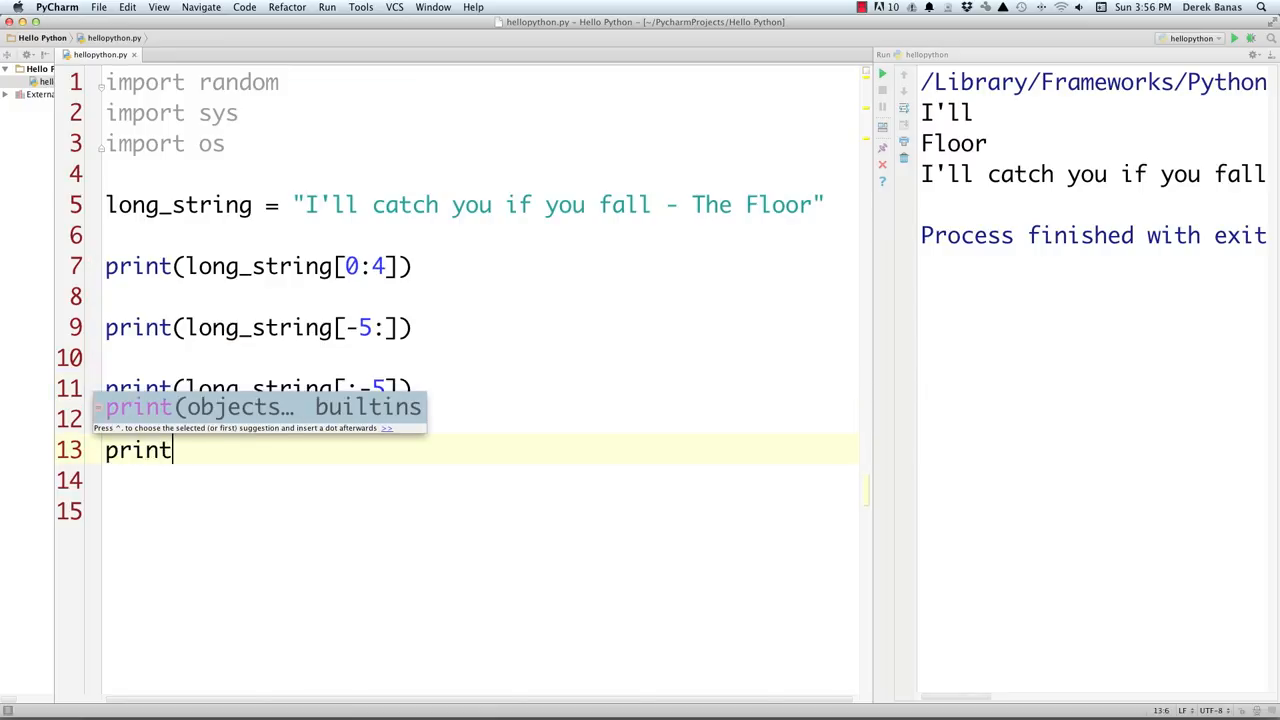 PyCharm File Edit View Navigate Code Refactor Run Tools VCS Window Help 10 Sun 3:56 PM Derek Banas
hellopython.py - Hello Python - [~/PycharmProjects/Hello Python]
Hello Python hellopython.py hellopython
hellopython.py Run hellopython
Hello P
hell
Externa
1 import random
2 import sys
3 import os
4
5 long_string = "I'll catch you if you fall - The Floor"
6
7 print(long_string[0:4])
8
9 print(long_string[-5:])
10
11 print(long_string[:-5])
12
print(objects… builtins
Press ^. to choose the selected (or first) suggestion and insert a dot afterwards >>
13 print
14
15
/Library/Frameworks/Python
I'll
Floor
I'll catch you if you fall
Process finished with exit
13:6 LF UTF-8